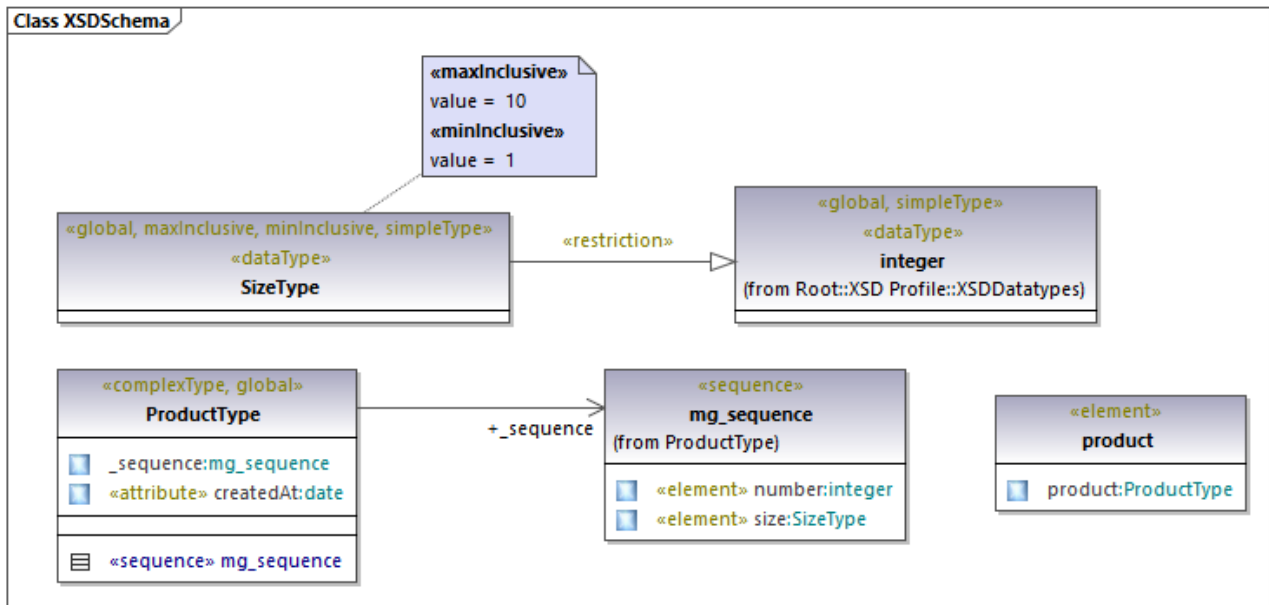 Class XSDSchema
«maxInclusive»
value = 10
«minInclusive»
value = 1
«global, maxInclusive, minInclusive, simpleType»
«dataType»
SizeType
«restriction»
«global, simpleType»
«dataType»
integer
(from Root::XSD Profile::XSDDatatypes)
«complexType, global»
ProductType
_sequence:mg_sequence
«attribute» createdAt:date
«sequence» mg_sequence
+_sequence
«sequence»
mg_sequence
(from ProductType)
«element» number:integer
«element» size:SizeType
«element»
product
product:ProductType